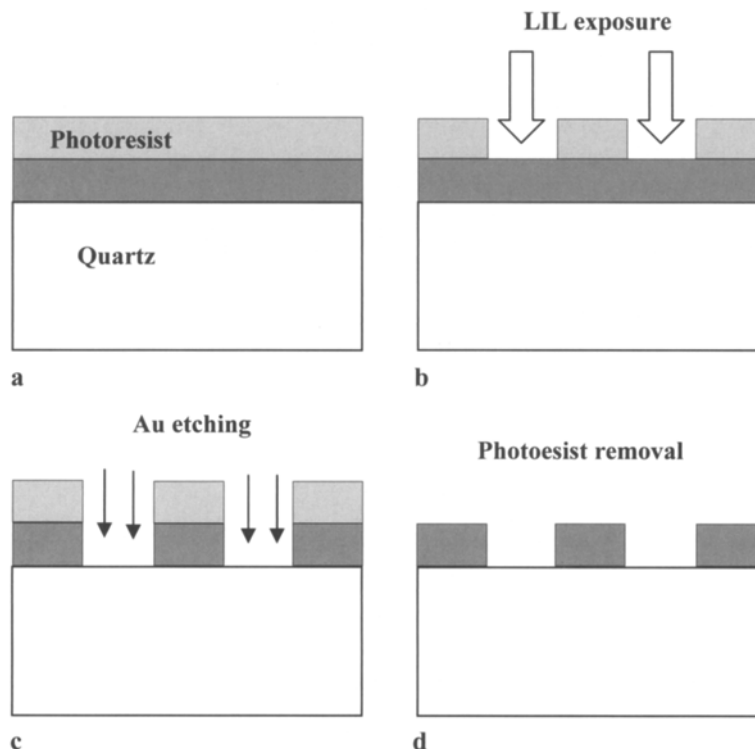 LIL exposure
Photoresist
Quartz
a
b
Au etching
Photoesist removal
c
d